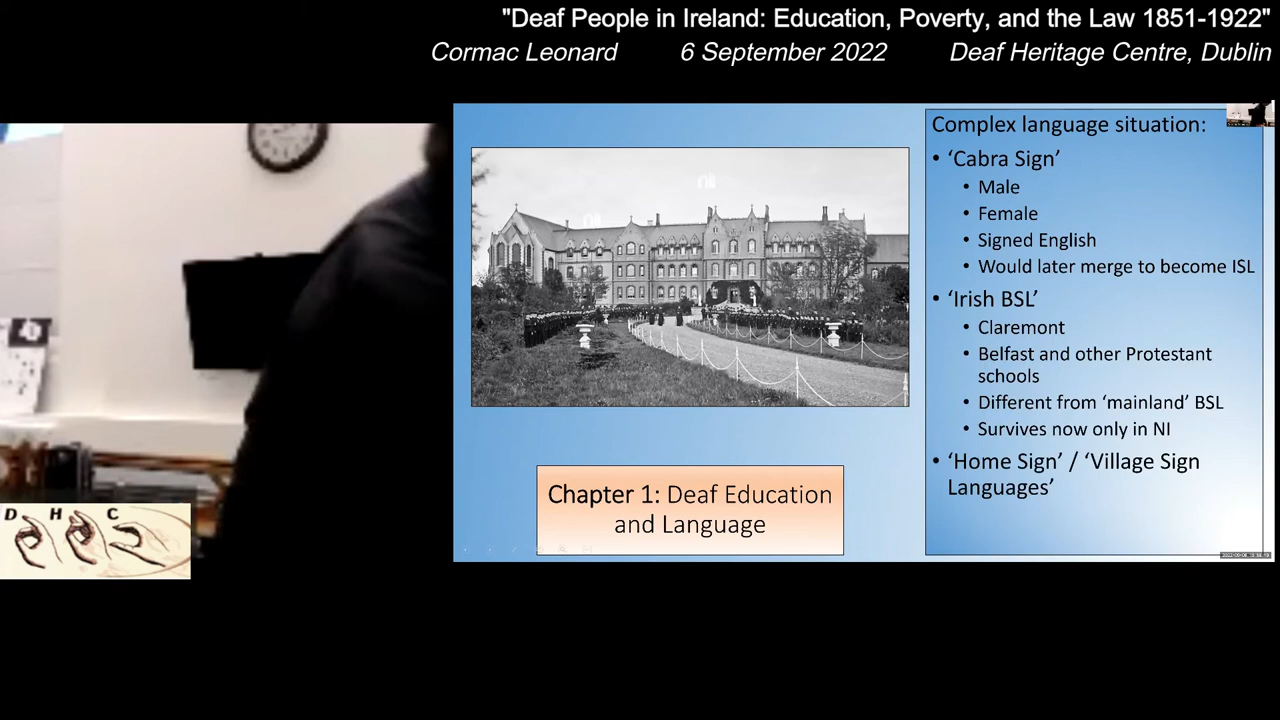 "Deaf People in Ireland: Education, Poverty, and the Law 1851-1922"
Cormac Leonard 6 September 2022 Deaf Heritage Centre, Dublin
Complex language situation:
• ‘Cabra Sign’
• Male
• Female
• Signed English
• Would later merge to become ISL
• ‘Irish BSL’
• Claremont
• Belfast and other Protestant
schools
• Different from ‘mainland’ BSL
• Survives now only in NI
• ‘Home Sign’ / ‘Village Sign
Languages’
Chapter 1: Deaf Education
and Language
D H C